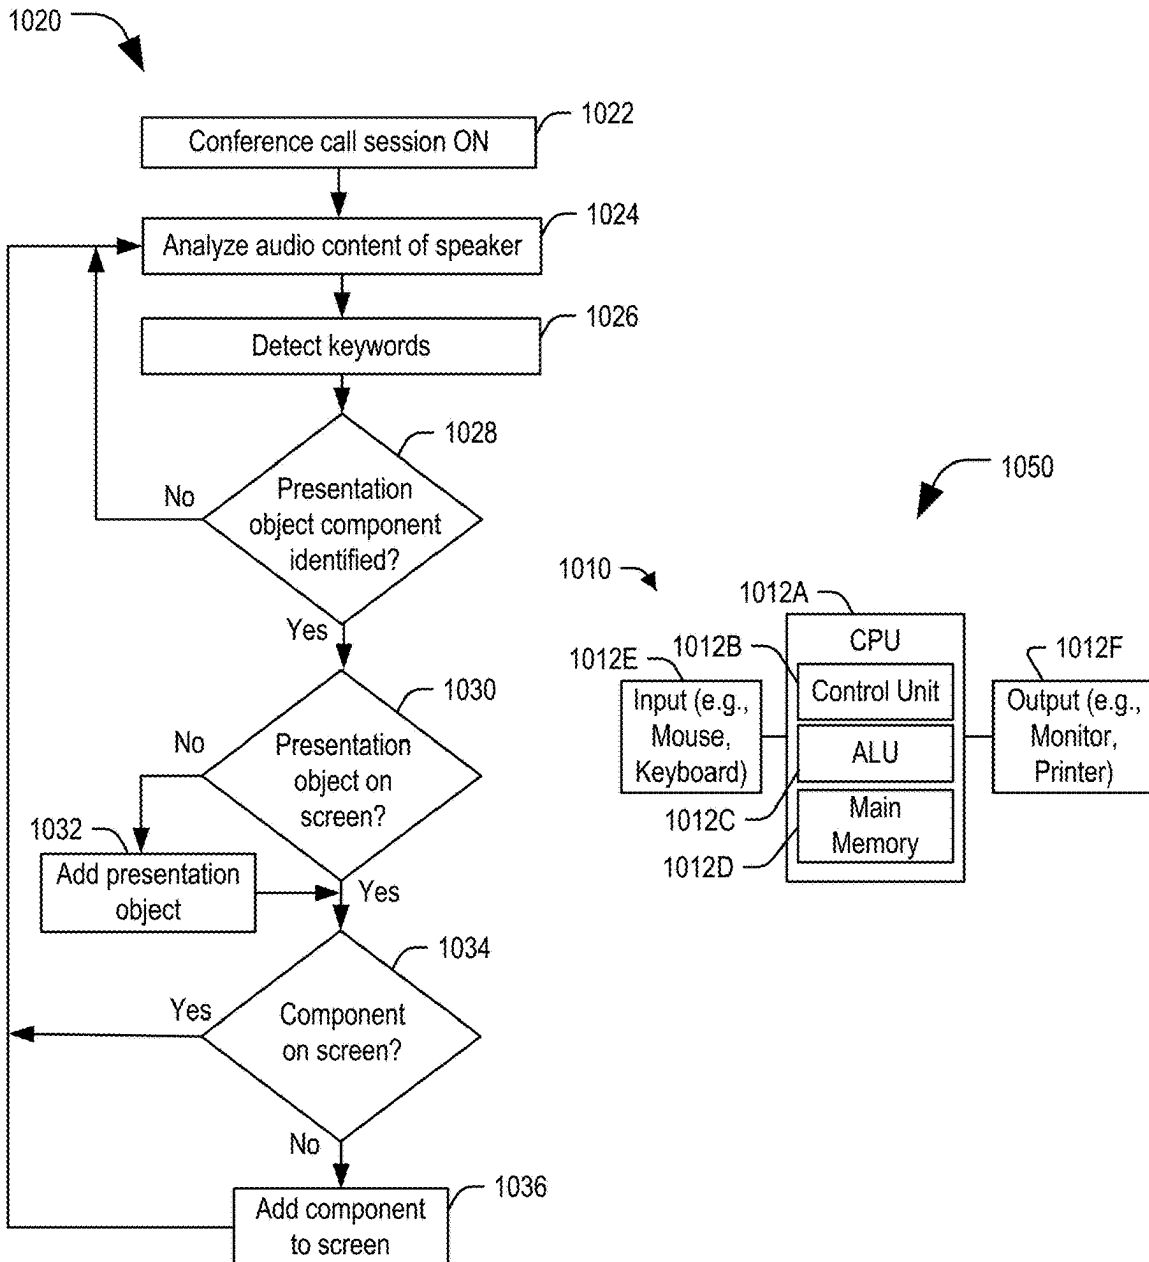 1020
1022
Conference call session ON
1024
Analyze audio content of speaker
1026
Detect keywords
1028
No
Presentation
object component
identified?
Yes
1030
No
Presentation
object on
screen?
1032
Add presentation
object
Yes
1034
Yes
Component
on screen?
No
1036
Add component
to screen
1050
1010
1012A
CPU
1012B
Control Unit
1012E
Input (e.g.,
Mouse,
Keyboard)
ALU
1012C
Main
Memory
1012D
1012F
Output (e.g.,
Monitor,
Printer)